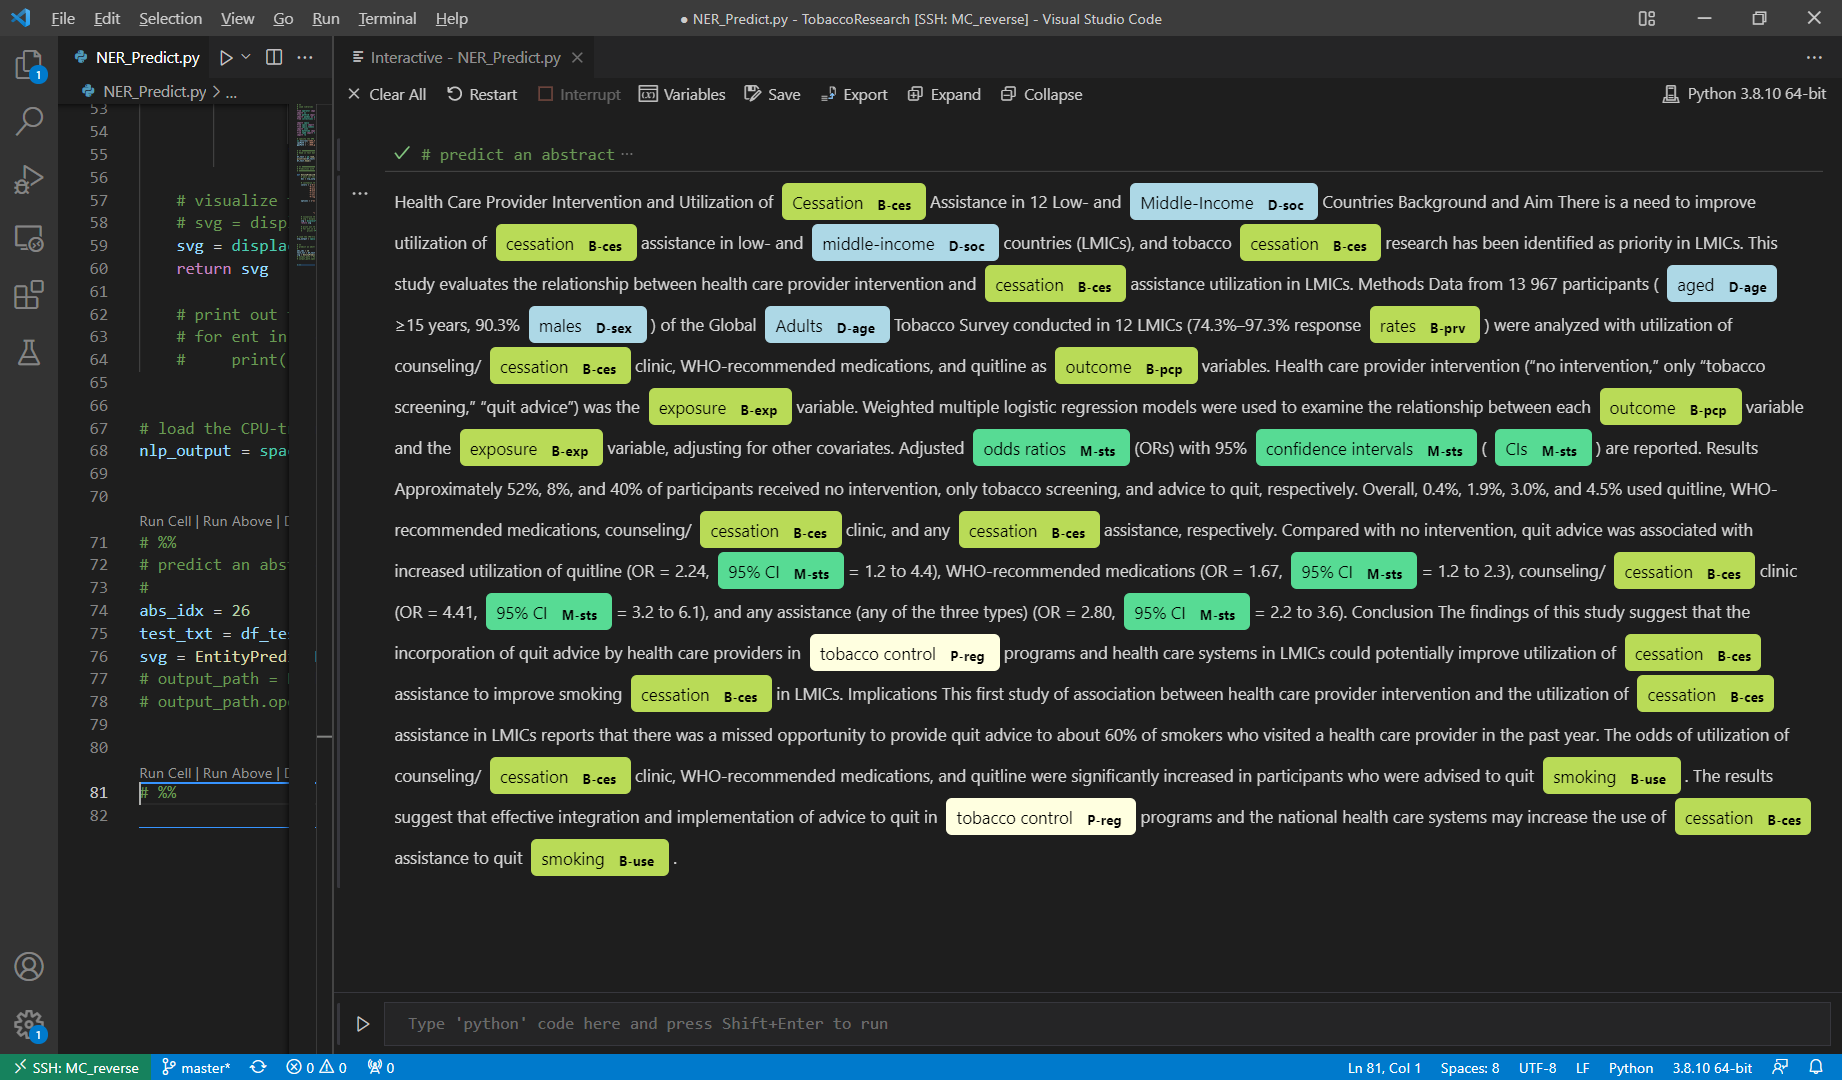 File Edit Selection View Go Run Terminal Help
● NER_Predict.py - TobaccoResearch [SSH: MC_reverse] - Visual Studio Code
1
NER_Predict.py
NER_Predict.py > ...
53
54
55
56
57 # visualize
58 # svg = disp
59 svg = displa
60 return svg
61
62 # print out
63 # for ent in
64 # print(
65
66
67 # load the CPU-t
68 nlp_output = spa
69
70
Run Cell | Run Above | D
71 # %%
72 # predict an abs
73 #
74 abs_idx = 26
75 test_txt = df_te
76 svg = EntityPred
77 # output_path =
78 # output_path.op
79
80
Run Cell | Run Above | D
81 # %%
82
Interactive - NER_Predict.py
Clear All Restart Interrupt Variables Save Export Expand Collapse
Python 3.8.10 64-bit
# predict an abstract ...
Health Care Provider Intervention and Utilization of Cessation B-ces Assistance in 12 Low- and Middle-Income D-soc Countries Background and Aim There is a need to improve
utilization of cessation B-ces assistance in low- and middle-income D-soc countries (LMICs), and tobacco cessation B-ces research has been identified as priority in LMICs. This
study evaluates the relationship between health care provider intervention and cessation B-ces assistance utilization in LMICs. Methods Data from 13 967 participants ( aged D-age
≥15 years, 90.3% males D-sex ) of the Global Adults D-age Tobacco Survey conducted in 12 LMICs (74.3%–97.3% response rates B-prv ) were analyzed with utilization of
counseling/ cessation B-ces clinic, WHO-recommended medications, and quitline as outcome B-pcp variables. Health care provider intervention (“no intervention,” only “tobacco
screening,” “quit advice”) was the exposure B-exp variable. Weighted multiple logistic regression models were used to examine the relationship between each outcome B-pcp variable
and the exposure B-exp variable, adjusting for other covariates. Adjusted odds ratios M-sts (ORs) with 95% confidence intervals M-sts ( CIs M-sts ) are reported. Results
Approximately 52%, 8%, and 40% of participants received no intervention, only tobacco screening, and advice to quit, respectively. Overall, 0.4%, 1.9%, 3.0%, and 4.5% used quitline, WHO-
recommended medications, counseling/ cessation B-ces clinic, and any cessation B-ces assistance, respectively. Compared with no intervention, quit advice was associated with
increased utilization of quitline (OR = 2.24, 95% CI M-sts = 1.2 to 4.4), WHO-recommended medications (OR = 1.67, 95% CI M-sts = 1.2 to 2.3), counseling/ cessation B-ces clinic
(OR = 4.41, 95% CI M-sts = 3.2 to 6.1), and any assistance (any of the three types) (OR = 2.80, 95% CI M-sts = 2.2 to 3.6). Conclusion The findings of this study suggest that the
incorporation of quit advice by health care providers in tobacco control P-reg programs and health care systems in LMICs could potentially improve utilization of cessation B-ces
assistance to improve smoking cessation B-ces in LMICs. Implications This first study of association between health care provider intervention and the utilization of cessation B-ces
assistance in LMICs reports that there was a missed opportunity to provide quit advice to about 60% of smokers who visited a health care provider in the past year. The odds of utilization of
counseling/ cessation B-ces clinic, WHO-recommended medications, and quitline were significantly increased in participants who were advised to quit smoking B-use . The results
suggest that effective integration and implementation of advice to quit in tobacco control P-reg programs and the national health care systems may increase the use of cessation B-ces
assistance to quit smoking B-use .
Type 'python' code here and press Shift+Enter to run
1
SSH: MC_reverse master* 0 0 0
Ln 81, Col 1 Spaces: 8 UTF-8 LF Python 3.8.10 64-bit